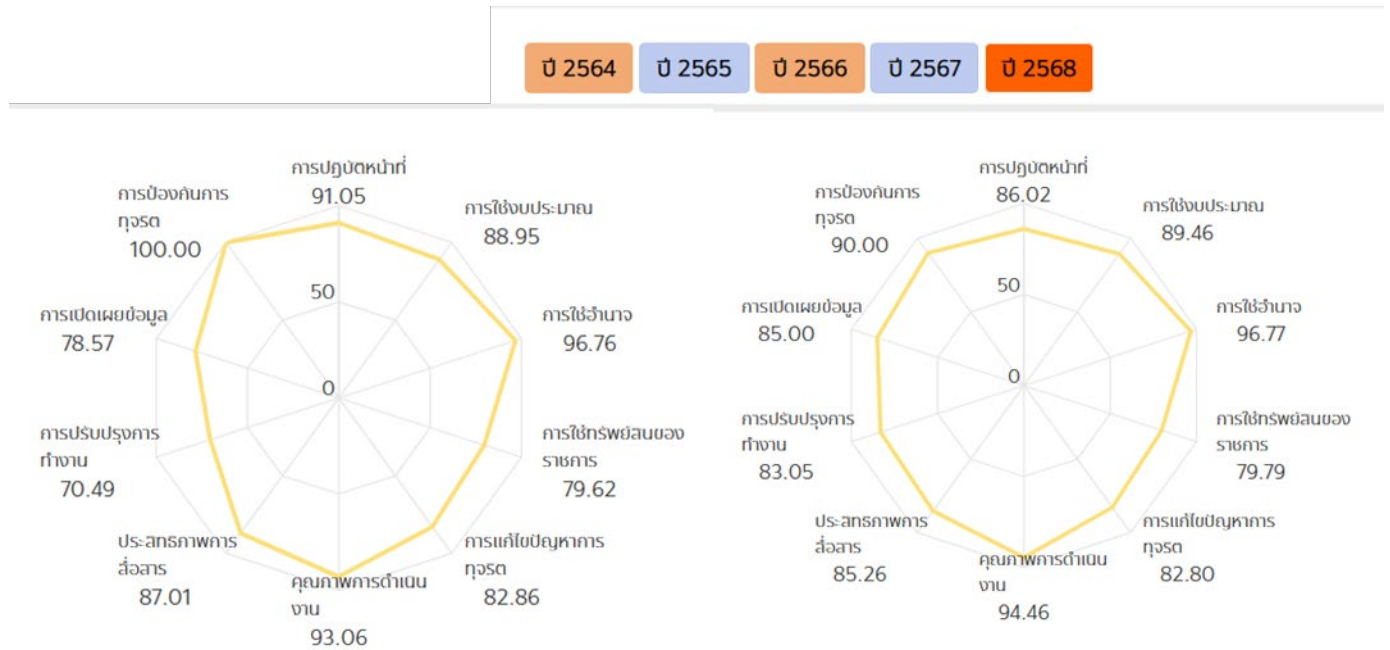 ปี 2564 ปี 2565 ปี 2566 ปี 2567 ปี 2568
การปฏิบัติหน้าที่
91.05
การใช้งบประมาณ
88.95
การใช้อำนาจ
96.76
การใช้ทรัพย์สินของ
ราชการ
79.62
การแก้ไขปัญหาการ
ทุจริต
82.86
คุณภาพการดำเนิน
งาน
93.06
ประสิทธิภาพการ
สื่อสาร
87.01
การปรับปรุงการ
ทำงาน
70.49
การเปิดเผยข้อมูล
78.57
การป้องกันการ
ทุจริต
100.00
50
0
การปฏิบัติหน้าที่
86.02
การใช้งบประมาณ
89.46
การใช้อำนาจ
96.77
การใช้ทรัพย์สินของ
ราชการ
79.79
การแก้ไขปัญหาการ
ทุจริต
82.80
คุณภาพการดำเนิน
งาน
94.46
ประสิทธิภาพการ
สื่อสาร
85.26
การปรับปรุงการ
ทำงาน
83.05
การเปิดเผยข้อมูล
85.00
การป้องกันการ
ทุจริต
90.00
50
0